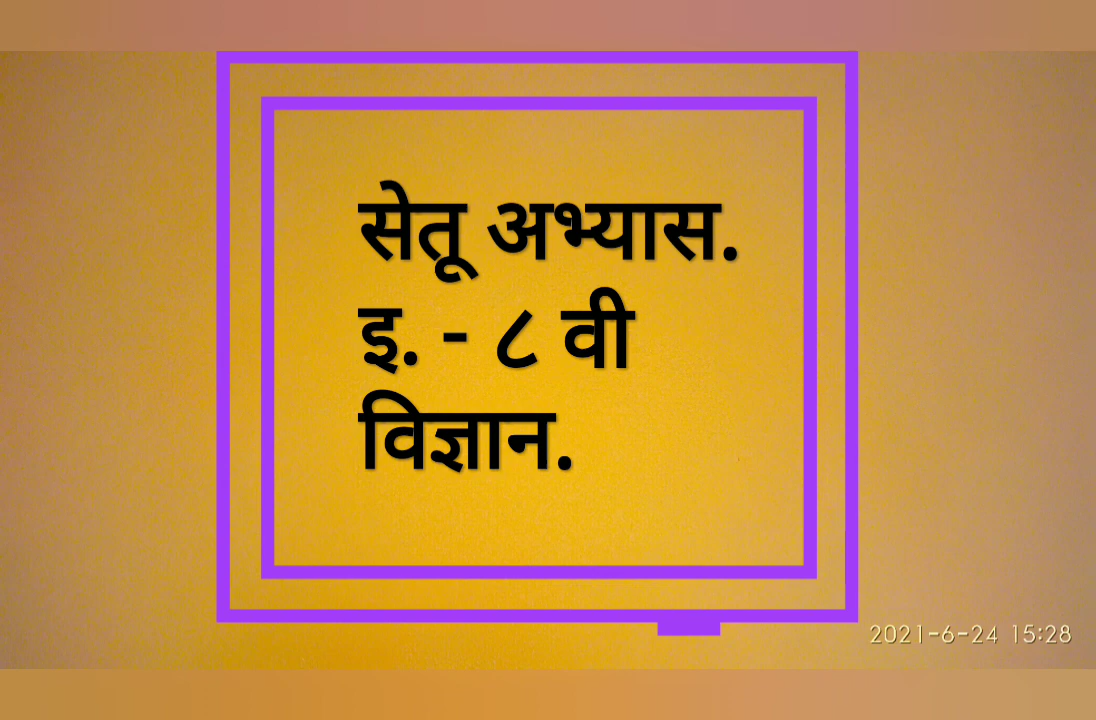 सेतू अभ्यास.
इ. - ८ वी
विज्ञान.
2021-6-24 15:28